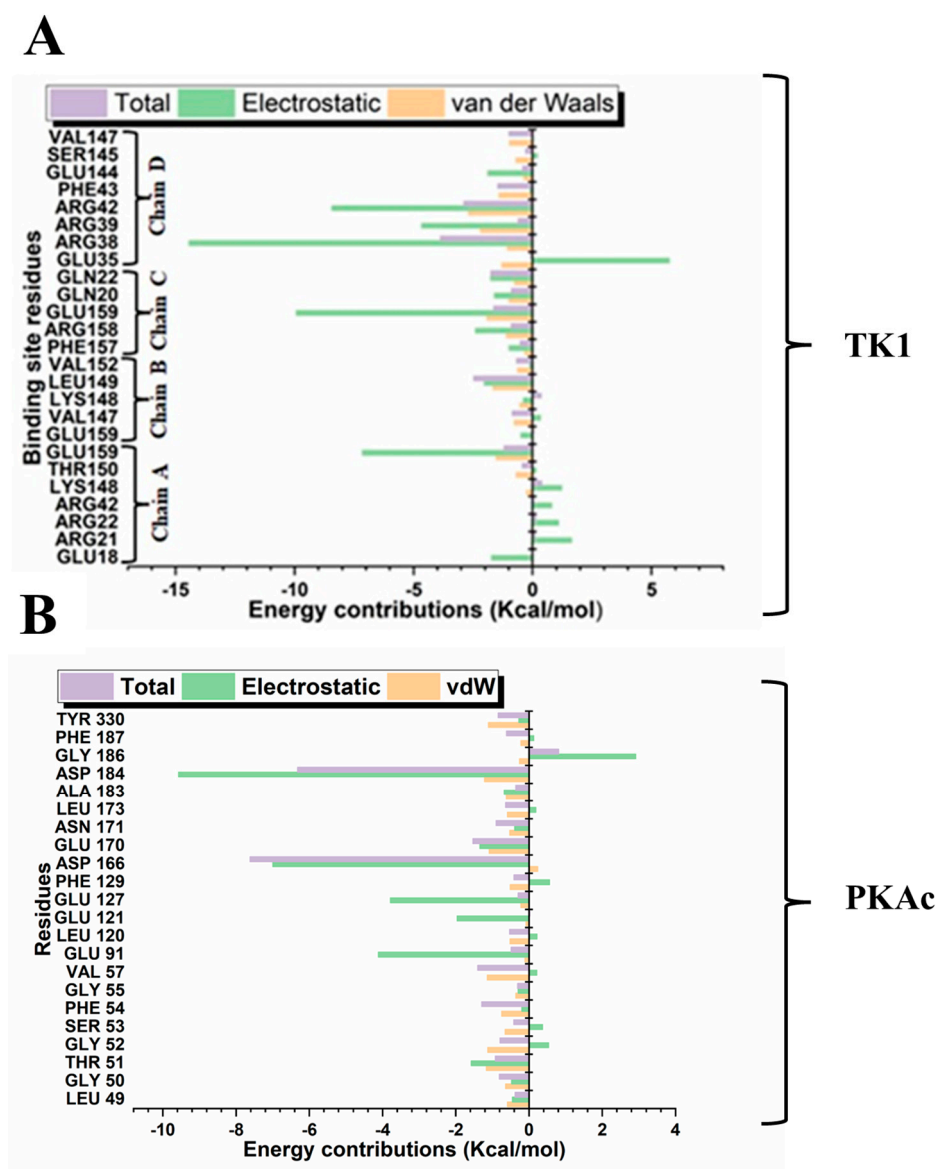 A
Total Electrostatic van der Waals
VAL147
SER145
GLU144
PHE43
ARG42
ARG39
ARG38
GLU35
GLN22
GLN20
GLU159
ARG158
PHE157
VAL152
LEU149
LYS148
VAL147
GLU159
GLU159
THR150
LYS148
ARG42
ARG22
ARG21
GLU18
Chain D
Chain C
Chain B
Chain A
Binding site residues
-15 -10 -5 0 5
Energy contributions (Kcal/mol)
TK1
B
Total Electrostatic vdW
TYR 330
PHE 187
GLY 186
ASP 184
ALA 183
LEU 173
ASN 171
GLU 170
ASP 166
PHE 129
GLU 127
GLU 121
LEU 120
GLU 91
VAL 57
GLY 55
PHE 54
SER 53
GLY 52
THR 51
GLY 50
LEU 49
Residues
-10 -8 -6 -4 -2 0 2 4
Energy contributions (Kcal/mol)
PKAc